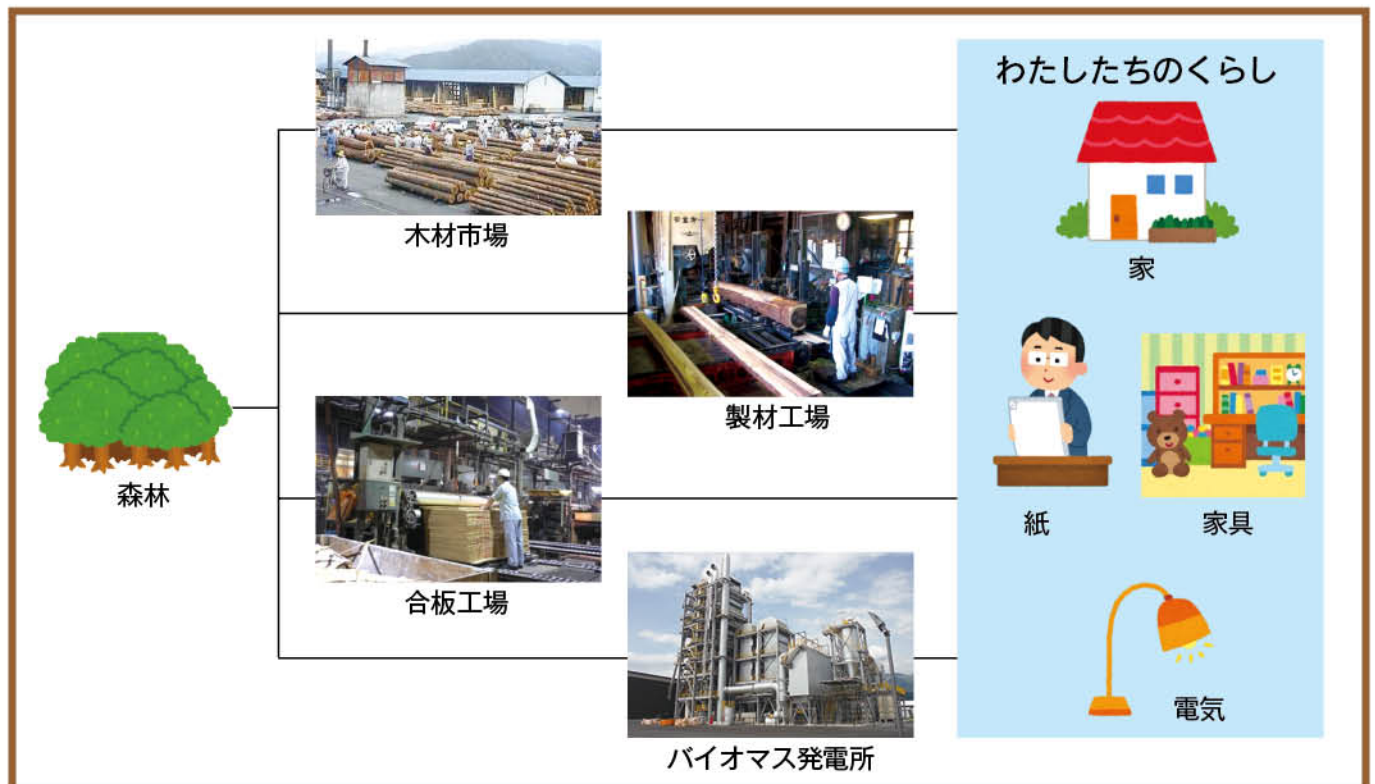 わたしたちのくらし
木材市場
家
製材工場
森林
紙
家具
合板工場
電気
バイオマス発電所